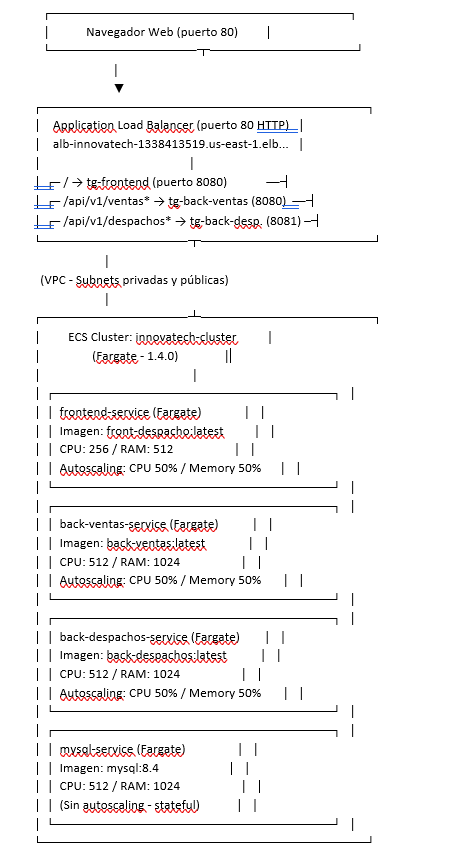 Navegador Web (puerto 80)
Application Load Balancer (puerto 80 HTTP)
alb-innovatech-1338413519.us-east-1.elb...
/ → tg-frontend (puerto 8080)
/api/v1/ventas* → tg-back-ventas (8080)
/api/v1/despachos* → tg-back-desp. (8081)
(VPC - Subnets privadas y públicas)
ECS Cluster: innovatech-cluster
(Fargate - 1.4.0)
frontend-service (Fargate)
Imagen: front-despacho:latest
CPU: 256 / RAM: 512
Autoscaling: CPU 50% / Memory 50%
back-ventas-service (Fargate)
Imagen: back-ventas:latest
CPU: 512 / RAM: 1024
Autoscaling: CPU 50% / Memory 50%
back-despachos-service (Fargate)
Imagen: back-despachos:latest
CPU: 512 / RAM: 1024
Autoscaling: CPU 50% / Memory 50%
mysql-service (Fargate)
Imagen: mysql:8.4
CPU: 512 / RAM: 1024
(Sin autoscaling - stateful)